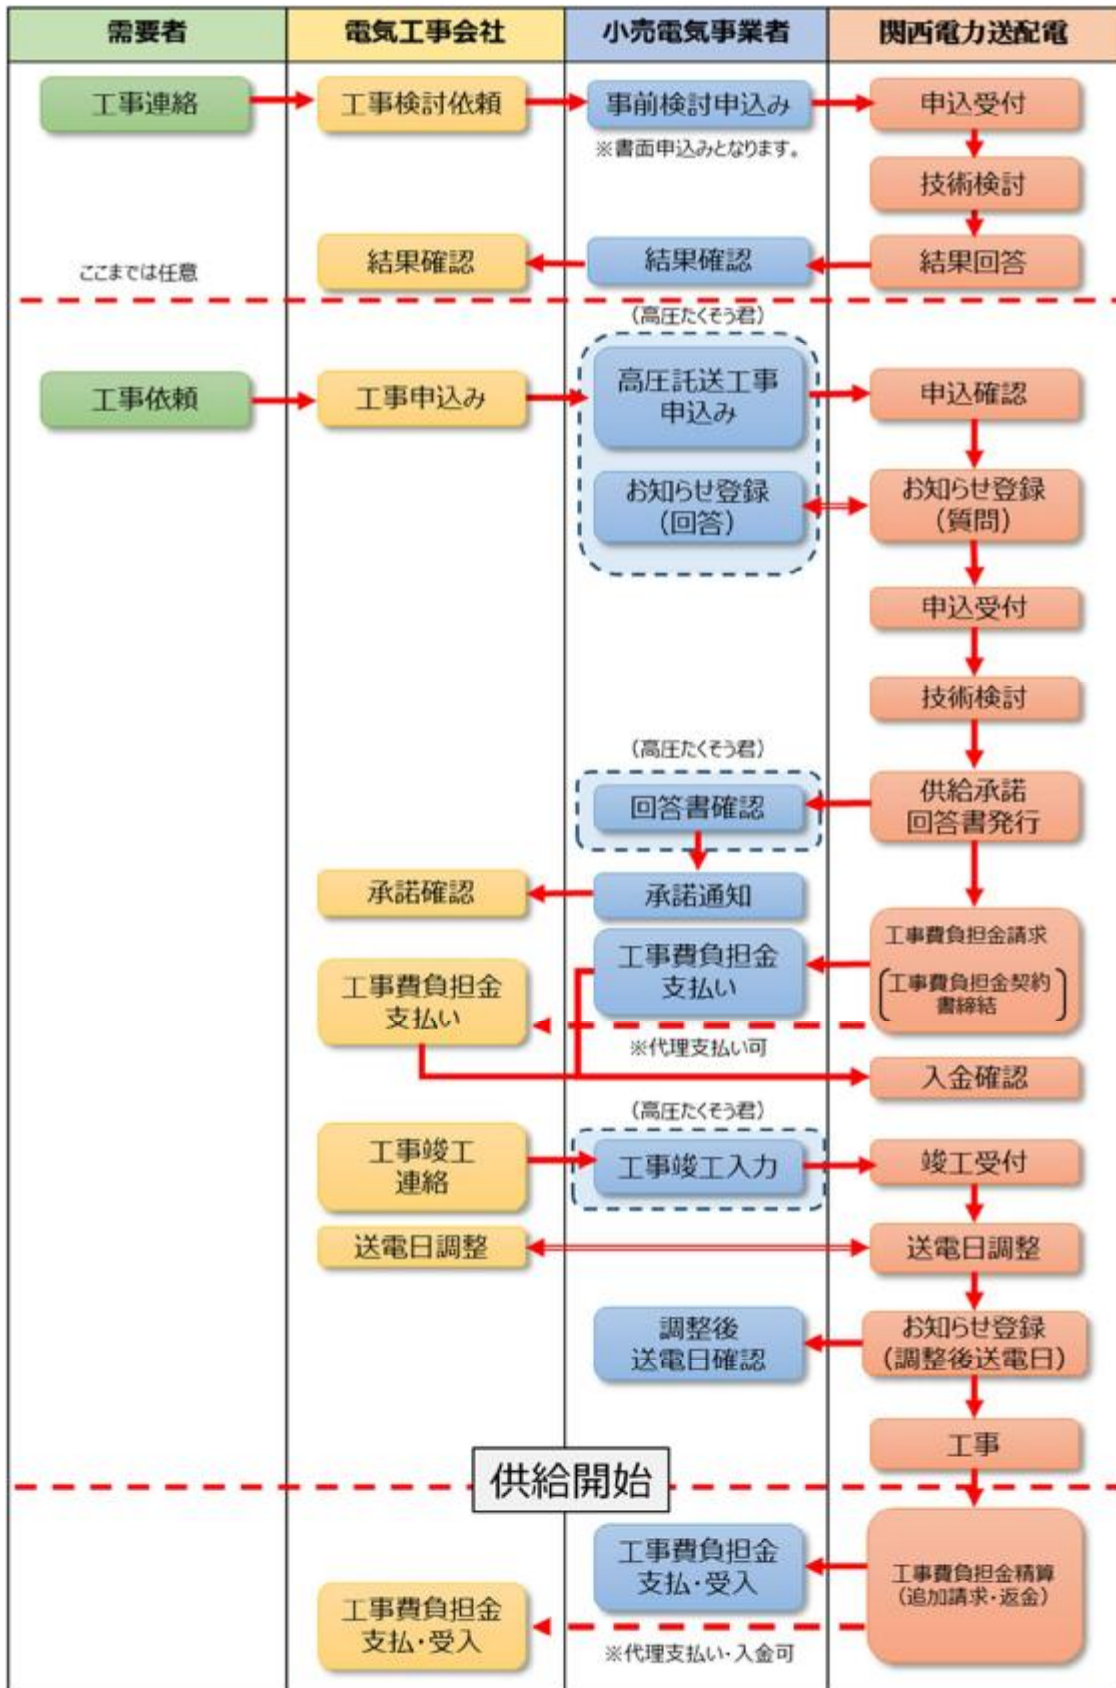 需要者
電気工事会社
小売電気事業者
関西電力送配電
工事連絡
工事検討依頼
事前検討申込み
申込受付
※書面申込みとなります。
技術検討
結果確認
結果確認
結果回答
ここまでは任意
(高圧たくそう君)
工事依頼
工事申込み
高圧託送工事
申込み
申込確認
お知らせ登録
(回答)
お知らせ登録
(質問)
申込受付
技術検討
(高圧たくそう君)
回答書確認
供給承諾
回答書発行
承諾確認
承諾通知
工事費負担金
支払い
工事費負担金請求
工事費負担金契約
書締結
工事費負担金
支払い
※代理支払い可
入金確認
(高圧たくそう君)
工事竣工
連絡
工事竣工入力
竣工受付
送電日調整
送電日調整
調整後
送電日確認
お知らせ登録
(調整後送電日)
工事
供給開始
工事費負担金
支払・受入
工事費負担金精算
(追加請求・返金)
工事費負担金
支払・受入
※代理支払い・入金可